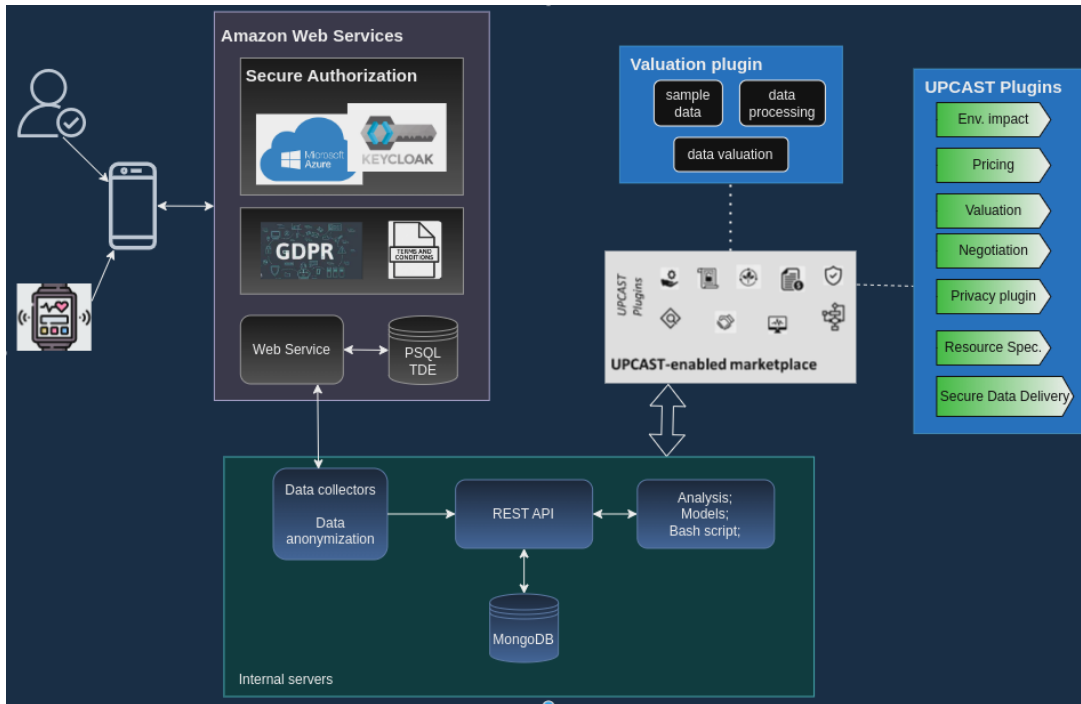 Amazon Web Services
Secure Authorization
Microsoft
Azure
KEYCLOAK
GDPR
TERMS AND
CONDITIONS
Web Service
PSQL
TDE
Valuation plugin
sample
data
data
processing
data valuation
UPCAST
Plugins
UPCAST-enabled marketplace
UPCAST Plugins
Env. impact
Pricing
Valuation
Negotiation
Privacy plugin
Resource Spec.
Secure Data Delivery
Data collectors
Data
anonymization
REST API
Analysis;
Models;
Bash script;
MongoDB
Internal servers